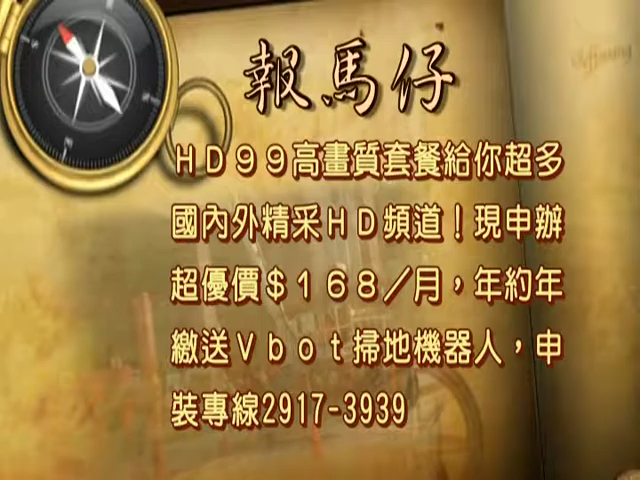 報馬仔
ＨＤ９９高畫質套餐給你超多
國內外精采ＨＤ頻道！現申辦
超優價＄１６８／月，年約年
繳送Ｖｂｏｔ掃地機器人，申
裝專線2917-3939